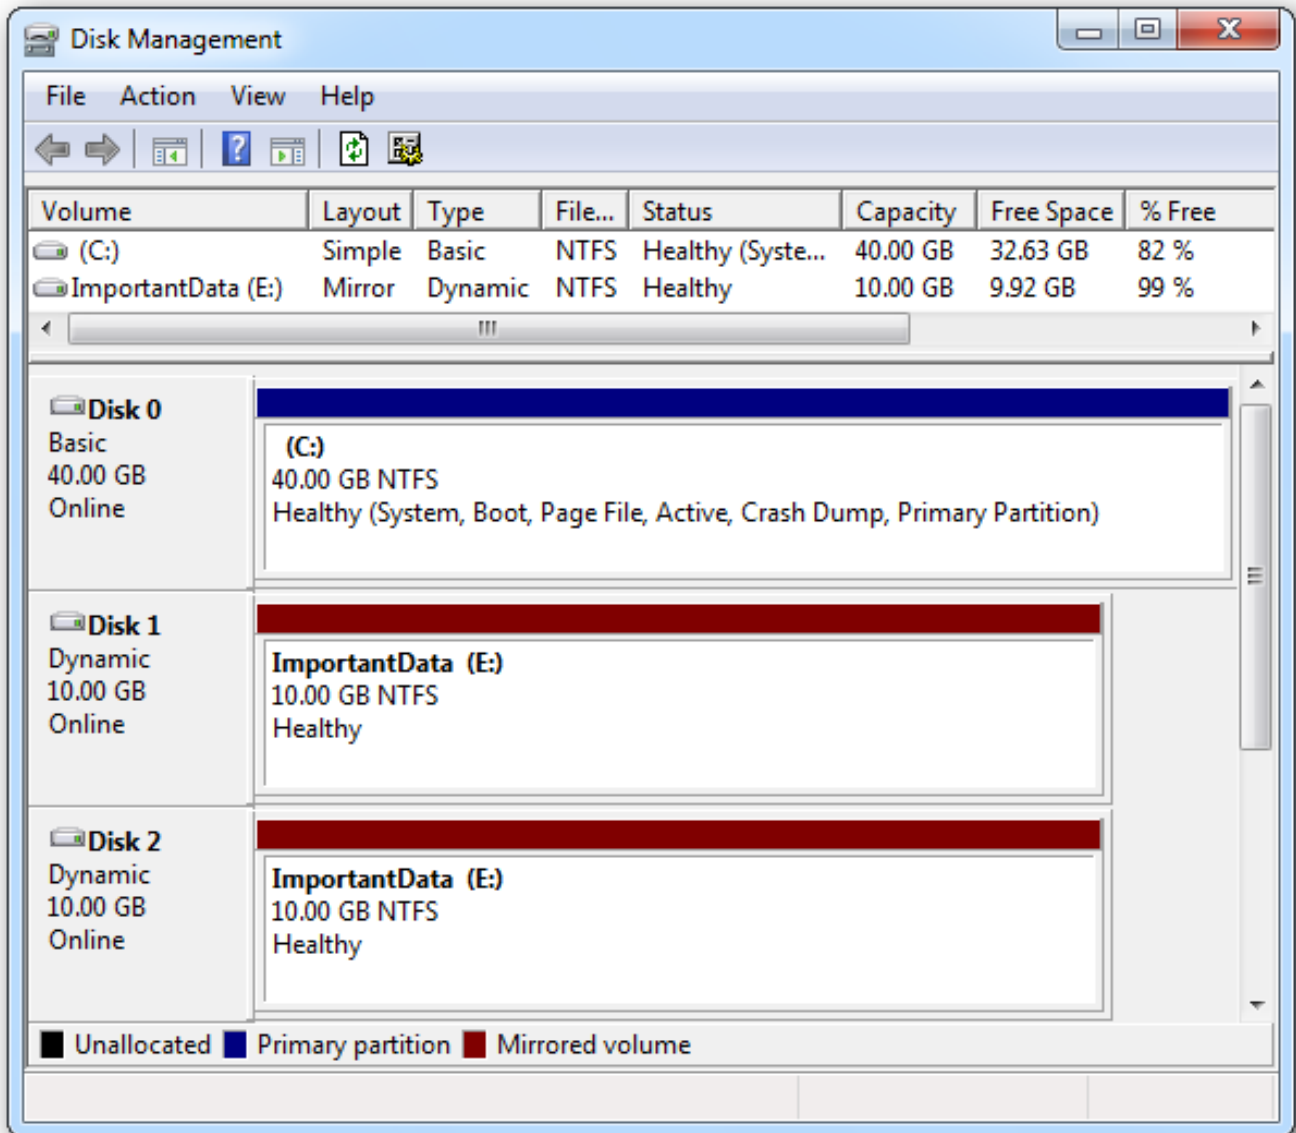 Disk Management
File Action View Help
Volume Layout Type File... Status Capacity Free Space % Free
(C:) Simple Basic NTFS Healthy (Syste... 40.00 GB 32.63 GB 82 %
ImportantData (E:) Mirror Dynamic NTFS Healthy 10.00 GB 9.92 GB 99 %
Disk 0
Basic
40.00 GB
Online
(C:)
40.00 GB NTFS
Healthy (System, Boot, Page File, Active, Crash Dump, Primary Partition)
Disk 1
Dynamic
10.00 GB
Online
ImportantData (E:)
10.00 GB NTFS
Healthy
Disk 2
Dynamic
10.00 GB
Online
ImportantData (E:)
10.00 GB NTFS
Healthy
Unallocated Primary partition Mirrored volume